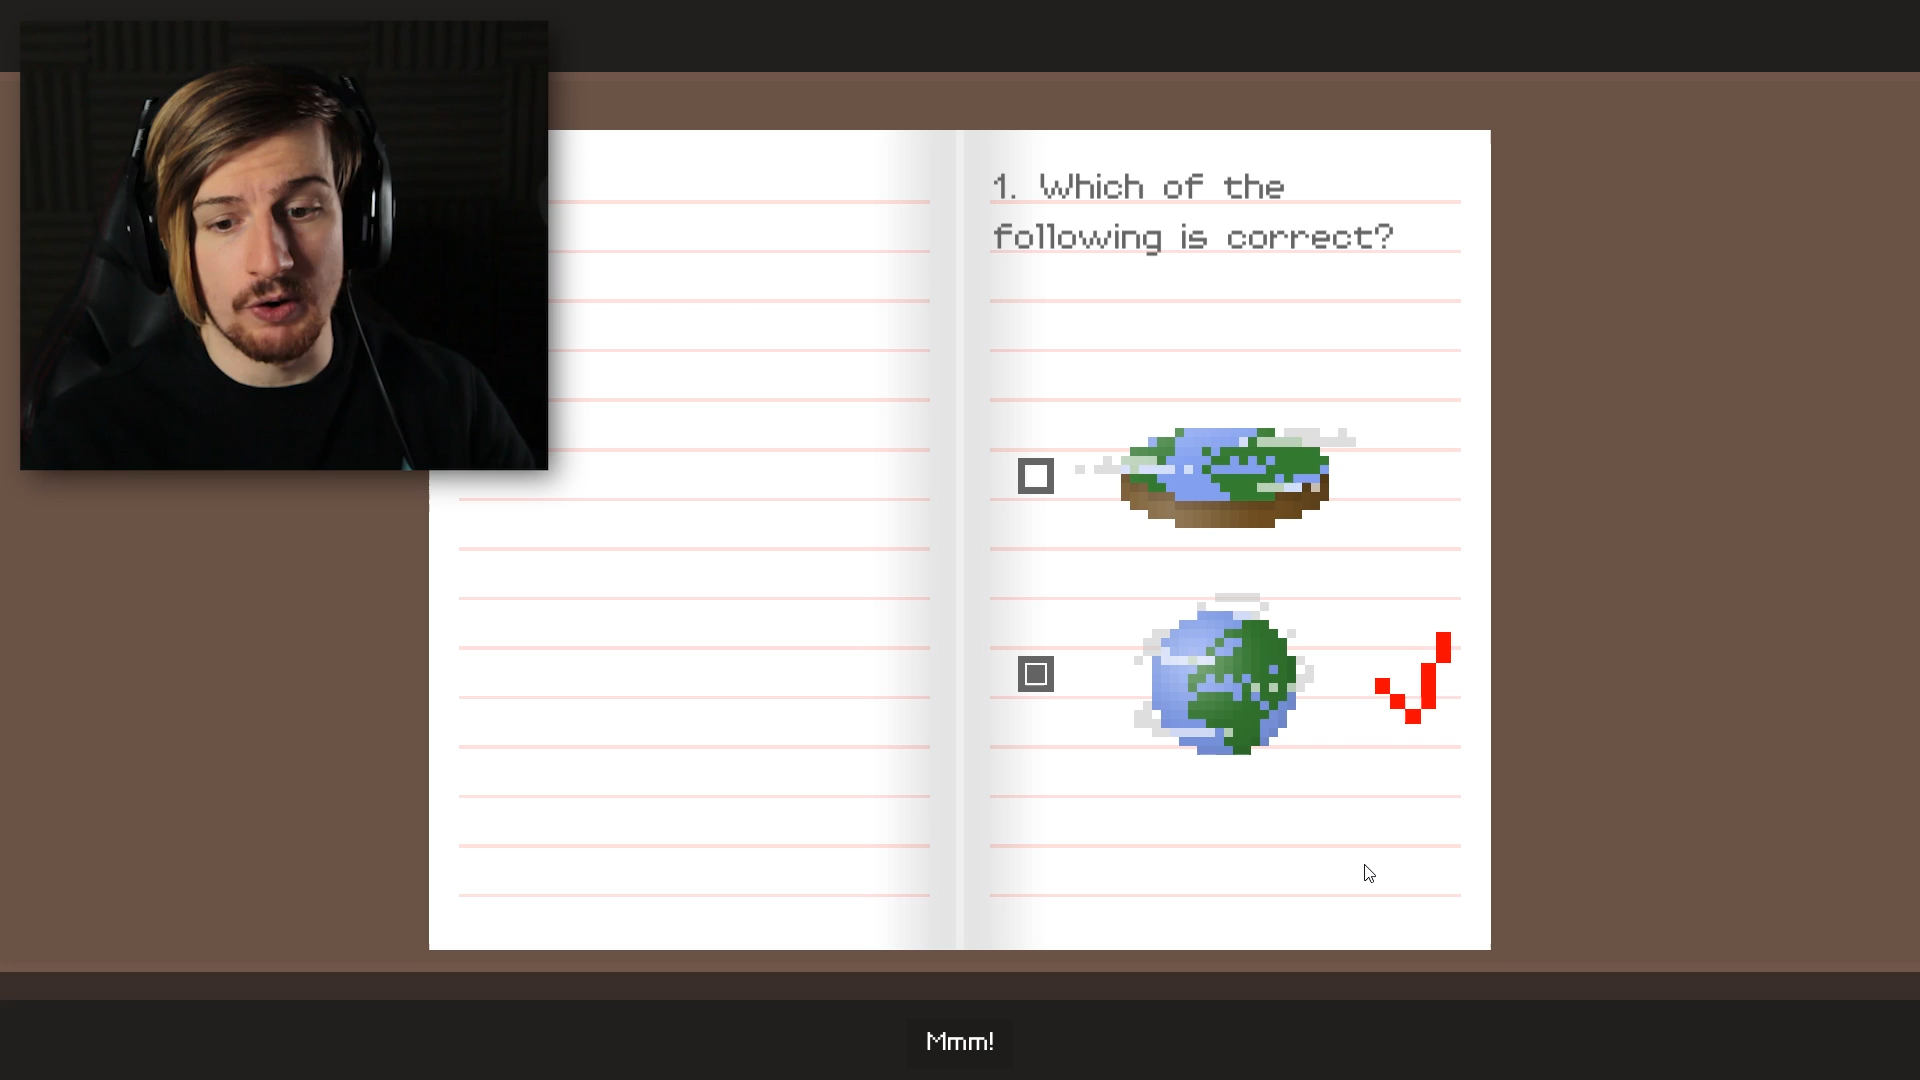 1. Which of the
following is correct?
Mmm!